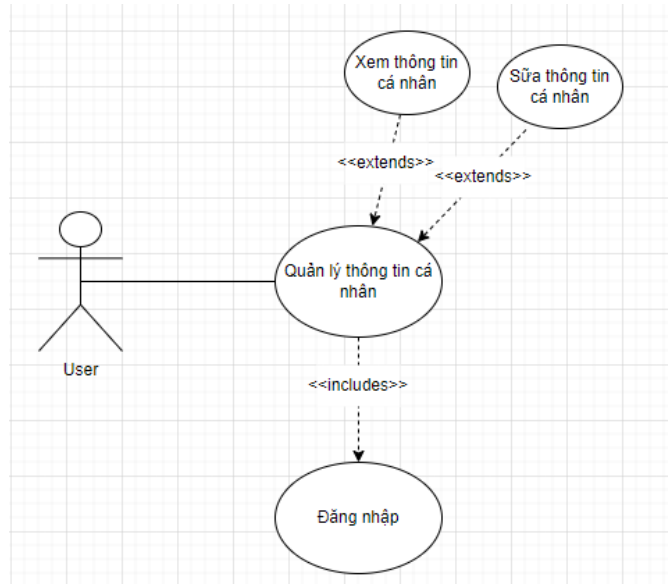 Xem thông tin
cá nhân
Sữa thông tin
cá nhân
<<extends>>
<<extends>>
Quản lý thông tin cá
nhân
User
<<includes>>
Đăng nhập